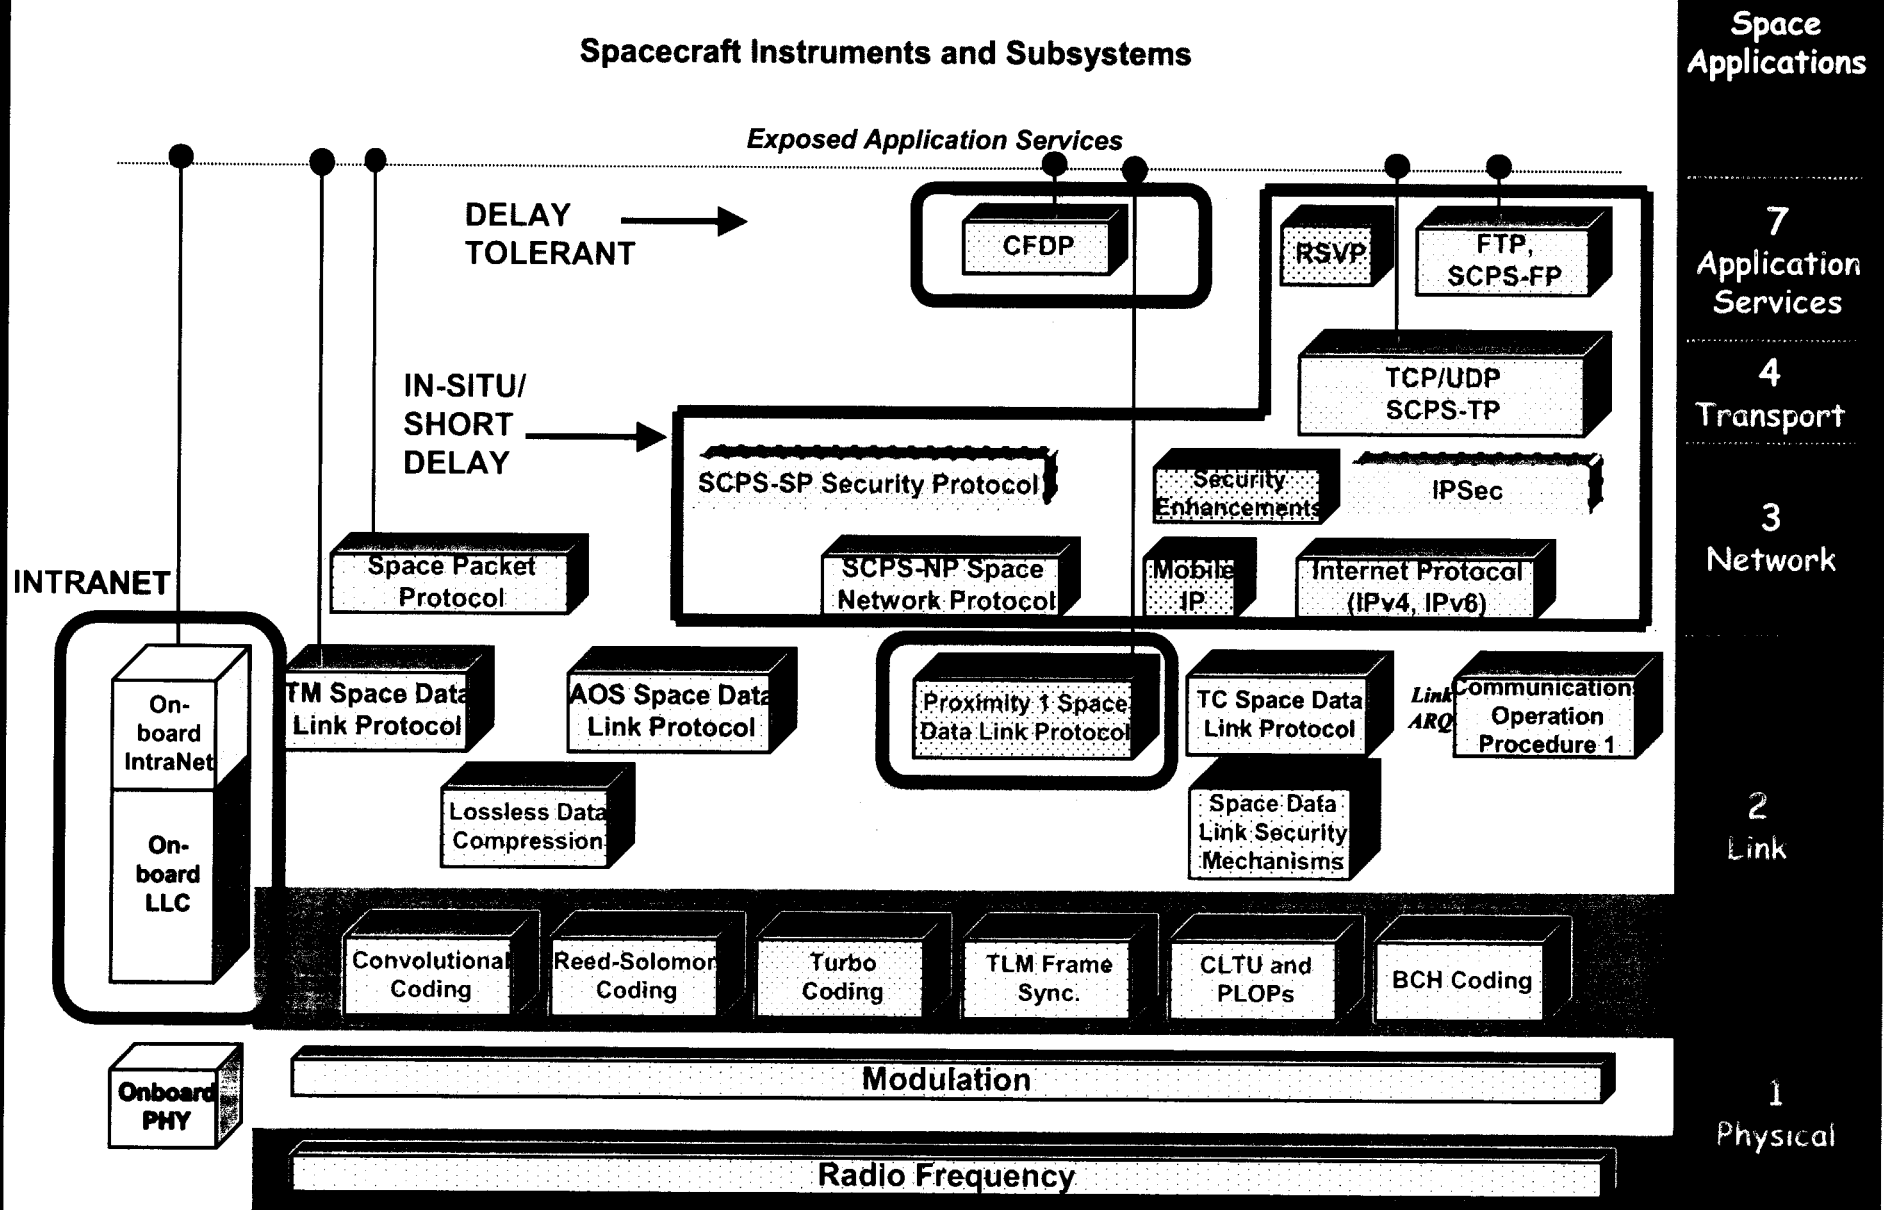 Spacecraft Instruments and Subsystems
Space
Applications
Exposed Application Services
DELAY
TOLERANT
CFDP
RSVP
FTP,
SCPS-FP
7
Application
Services
TCP/UDP
SCPS-TP
4
Transport
IN-SITU/
SHORT
DELAY
SCPS-SP Security Protocol
Security
Enhancements
IPSec
3
Network
Space Packet
Protocol
SCPS-NP Space
Network Protocol
Mobile
IP
Internet Protocol
(IPv4, IPv6)
INTRANET
On-
board
IntraNet
On-
board
LLC
TM Space Data
Link Protocol
AOS Space Data
Link Protocol
Proximity 1 Space
Data Link Protocol
TC Space Data
Link Protocol
Link
ARQ
Communications
Operation
Procedure 1
Lossless Data
Compression
Space Data
Link Security
Mechanisms
2
Link
Convolutional
Coding
Reed-Solomon
Coding
Turbo
Coding
TLM Frame
Sync.
CLTU and
PLOPs
BCH Coding
Onboard
PHY
Modulation
Radio Frequency
1
Physical